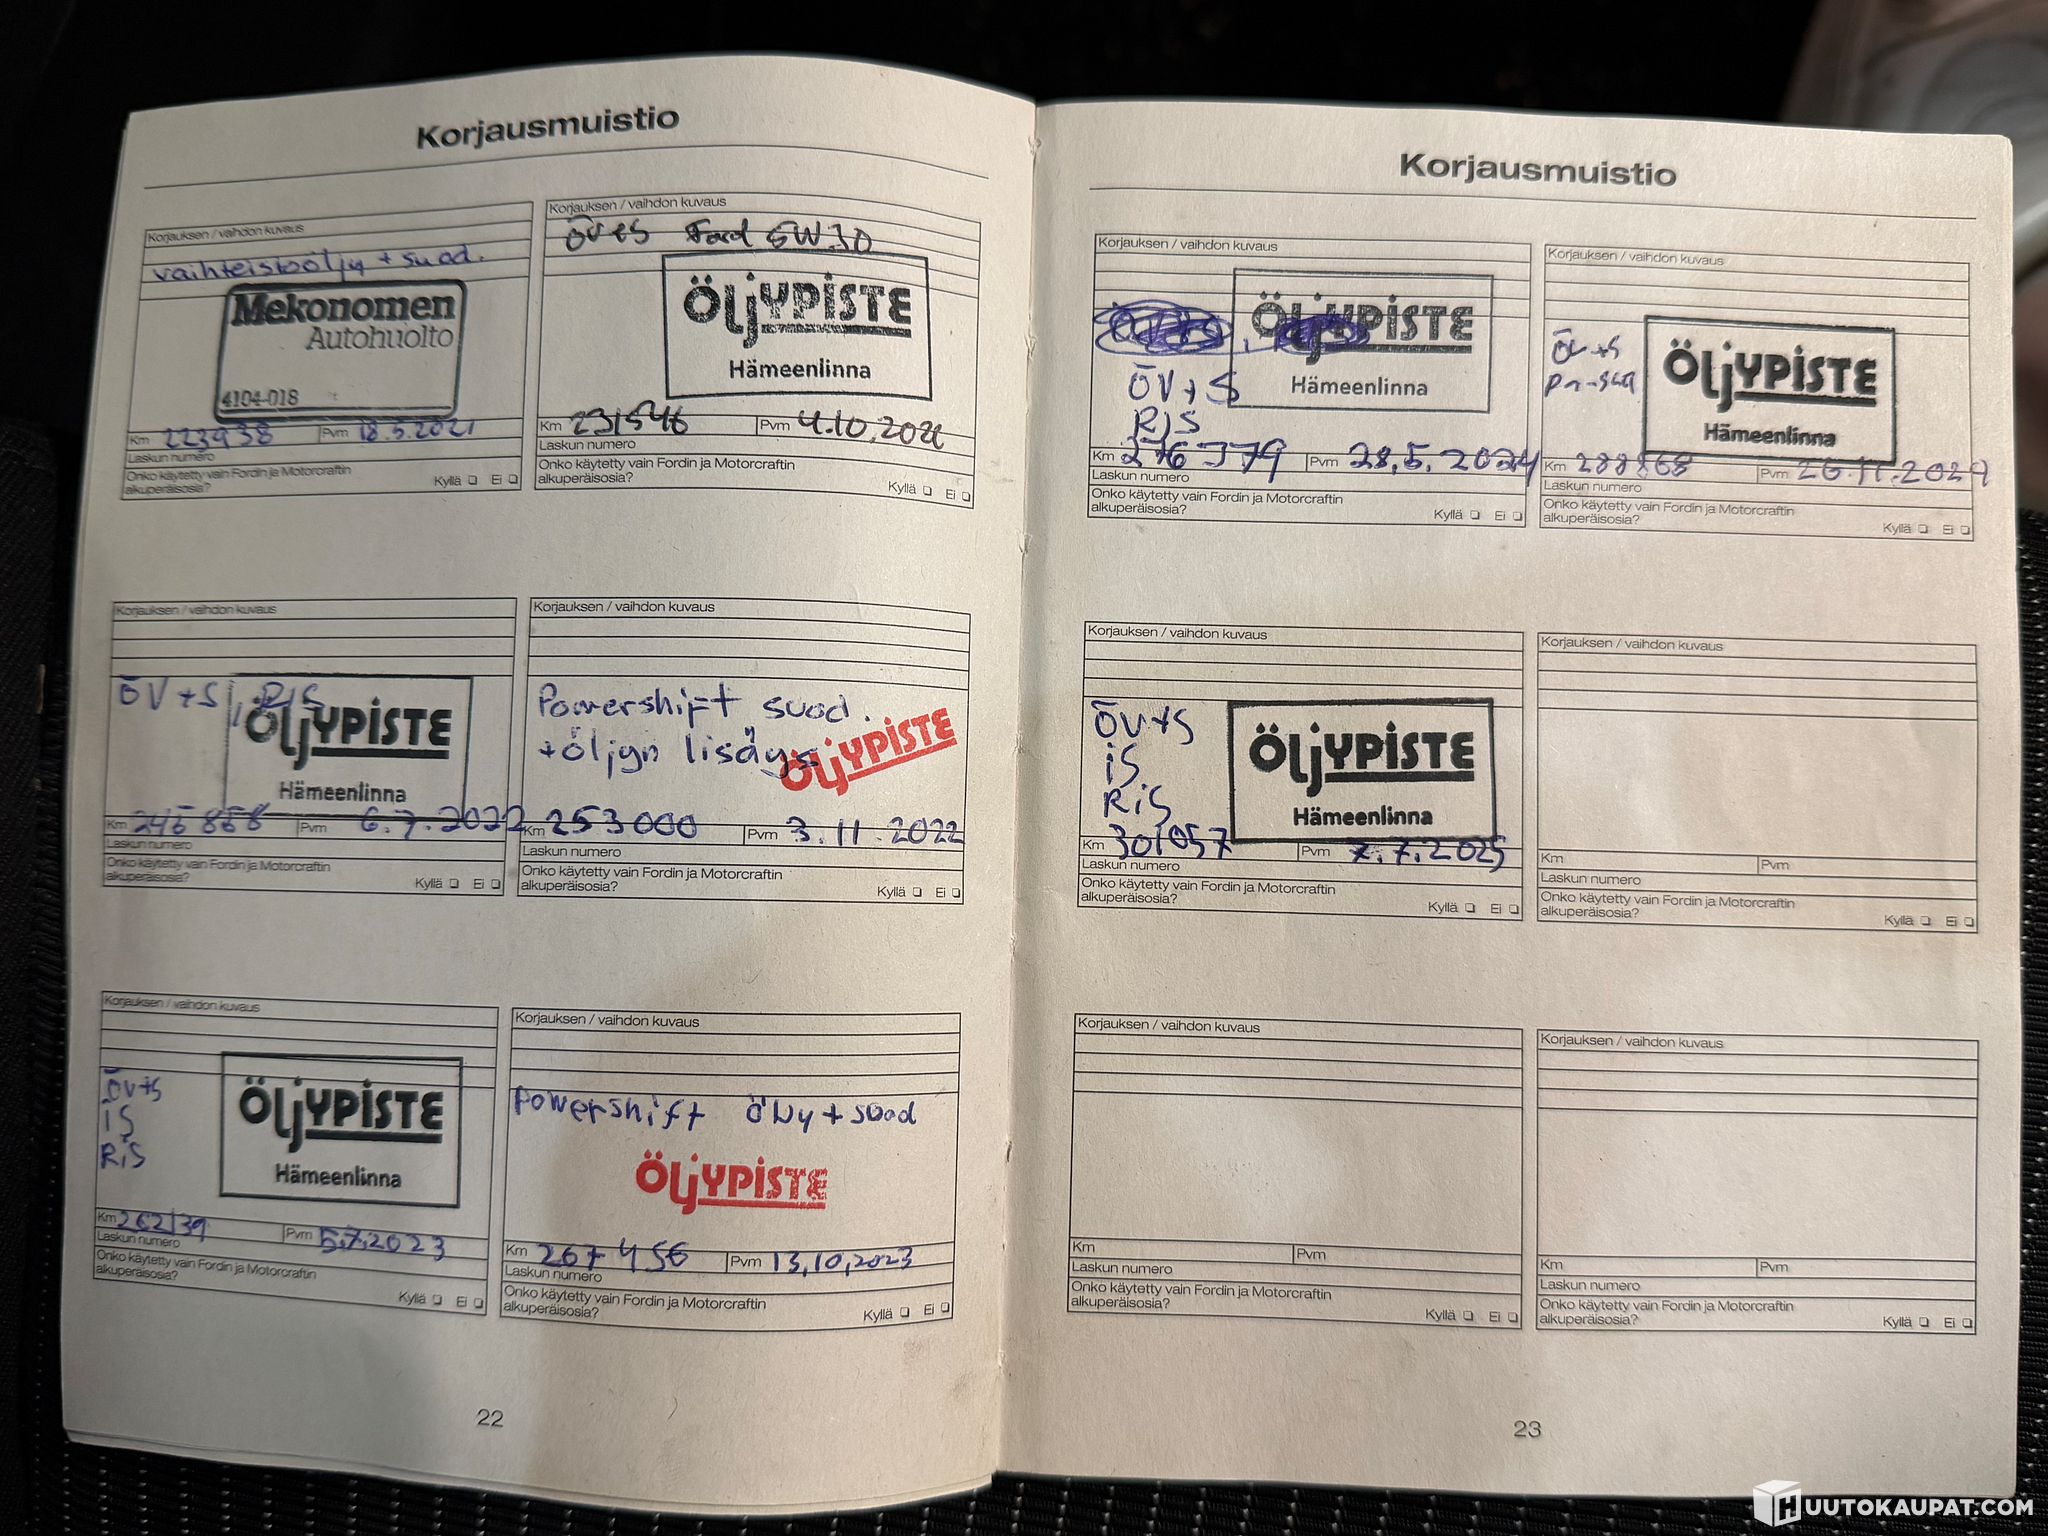 Korjausmuistio
Korjauksen / vaihdon kuvaus
vaihteistoöljy + suod.
Mekonomen
Autohuolto
4104-018
Km 223938 Pvm 18.5.2021
Laskun numero
Onko käytetty vain Fordin ja Motorcraftin
alkuperäisosia?
Kyllä Ei
Korjauksen / vaihdon kuvaus
ÖV+S Ford 5W30
ÖljYPISTE
Hämeenlinna
Km 231546 Pvm 4.10.2021
Laskun numero
Onko käytetty vain Fordin ja Motorcraftin
alkuperäisosia?
Kyllä Ei
Korjauksen / vaihdon kuvaus
ÖV+S, RIS
ÖljYPISTE
Hämeenlinna
Km 245858 Pvm 6.7.2022
Laskun numero
Onko käytetty vain Fordin ja Motorcraftin
alkuperäisosia?
Kyllä Ei
Korjauksen / vaihdon kuvaus
Powershift suod.
+öljyn lisäys
ÖljYPISTE
Km 253000 Pvm 3.11.2022
Laskun numero
Onko käytetty vain Fordin ja Motorcraftin
alkuperäisosia?
Kyllä Ei
Korjauksen / vaihdon kuvaus
ÖV+S
iS
RiS
ÖljYPISTE
Hämeenlinna
Km 262139 Pvm 5.7.2023
Laskun numero
Onko käytetty vain Fordin ja Motorcraftin
alkuperäisosia?
Kyllä Ei
Korjauksen / vaihdon kuvaus
Powershift öljy + suod
ÖljYPISTE
Km 267456 Pvm 13.10.2023
Laskun numero
Onko käytetty vain Fordin ja Motorcraftin
alkuperäisosia?
Kyllä Ei
22
Korjausmuistio
Korjauksen / vaihdon kuvaus
ÖljYPISTE
Hämeenlinna
ÖV+S
RIS
Km 276379 Pvm 28.5.2024
Laskun numero
Onko käytetty vain Fordin ja Motorcraftin
alkuperäisosia?
Kyllä Ei
Korjauksen / vaihdon kuvaus
ÖV+S
ÖljYPISTE
Hämeenlinna
Km 288868 Pvm 26.11.2024
Laskun numero
Onko käytetty vain Fordin ja Motorcraftin
alkuperäisosia?
Kyllä Ei
Korjauksen / vaihdon kuvaus
ÖV+S
iS
RiS
ÖljYPISTE
Hämeenlinna
Km 301057 Pvm 7.7.2025
Laskun numero
Onko käytetty vain Fordin ja Motorcraftin
alkuperäisosia?
Kyllä Ei
Korjauksen / vaihdon kuvaus
Km Pvm
Laskun numero
Onko käytetty vain Fordin ja Motorcraftin
alkuperäisosia?
Kyllä Ei
Korjauksen / vaihdon kuvaus
Km Pvm
Laskun numero
Onko käytetty vain Fordin ja Motorcraftin
alkuperäisosia?
Kyllä Ei
Korjauksen / vaihdon kuvaus
Km Pvm
Laskun numero
Onko käytetty vain Fordin ja Motorcraftin
alkuperäisosia?
Kyllä Ei
23
HUUTOKAUPAT.COM